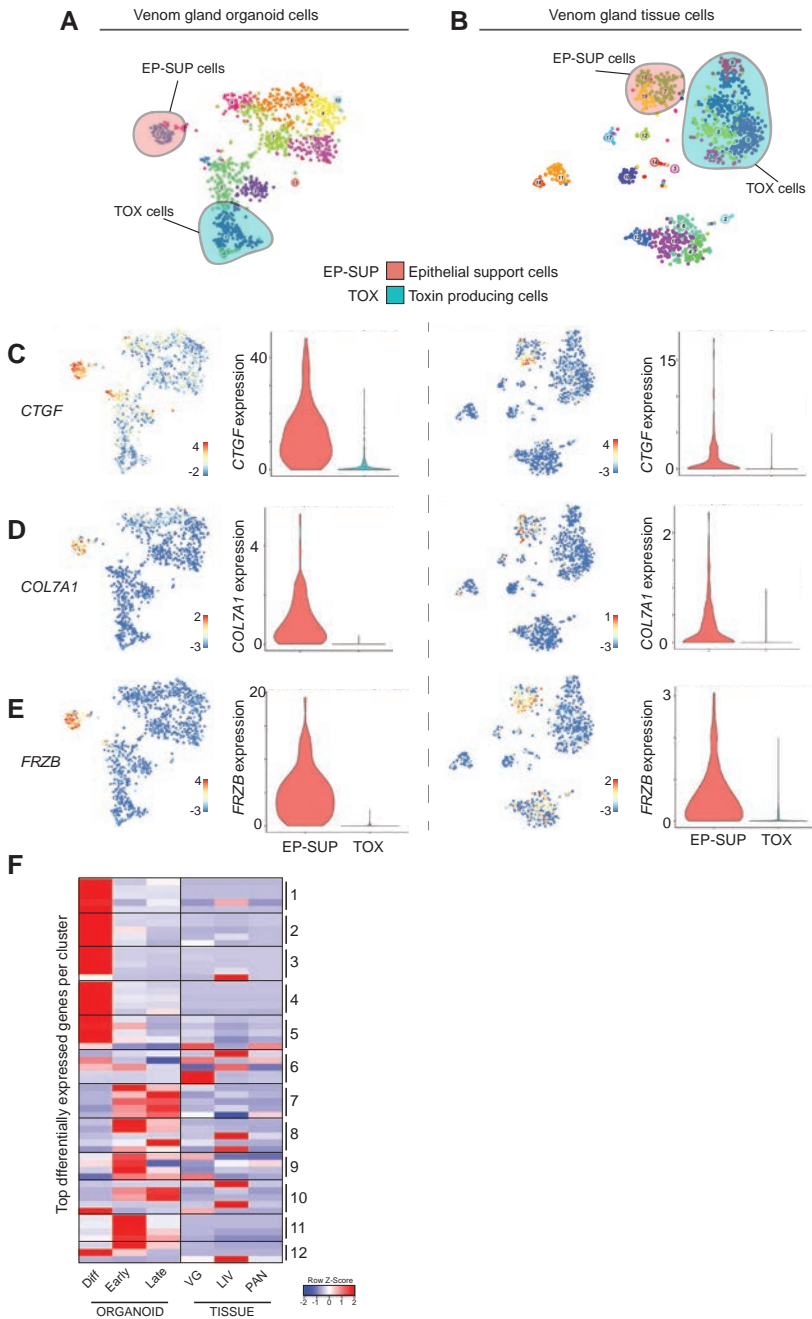 A
Venom gland organoid cells
B
Venom gland tissue cells
EP-SUP cells
TOX cells
EP-SUP cells
TOX cells
EP-SUP Epithelial support cells
TOX Toxin producing cells
C
CTGF
4
-2
CTGF expression
40
0
4
-3
CTGF expression
15
0
D
COL7A1
2
-3
COL7A1 expression
4
0
1
-3
COL7A1 expression
2
0
E
FRZB
4
-3
FRZB expression
20
0
EP-SUP TOX
2
-3
FRZB expression
3
0
EP-SUP TOX
F
Top dfferentially expressed genes per cluster
1
2
3
4
5
6
7
8
9
10
11
12
Diff Early Late VG LIV PAN
ORGANOID TISSUE
Row Z-Score
-2 -1 0 1 2